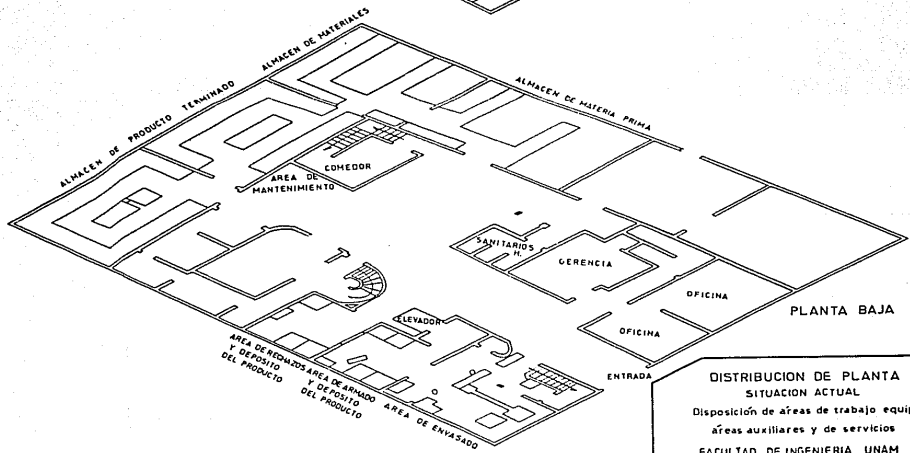 ALMACEN DE MATERIALES
ALMACEN DE PRODUCTO TERMINADO
ALMACEN DE MATERIA PRIMA
COMEDOR
AREA DE
MANTENIMIENTO
SANITARIOS
H.
GERENCIA
OFICINA
OFICINA
PLANTA BAJA
ELEVADOR
ENTRADA
AREA DE RECHAZOS
Y DEPOSITO
DEL PRODUCTO
AREA DE ARMADO
Y DEPOSITO
DEL PRODUCTO
AREA DE ENVASADO
DISTRIBUCION DE PLANTA
SITUACION ACTUAL
Disposición de áreas de trabajo equip
áreas auxiliares y de servicios
FACULTAD DE INGENIERIA UNAM